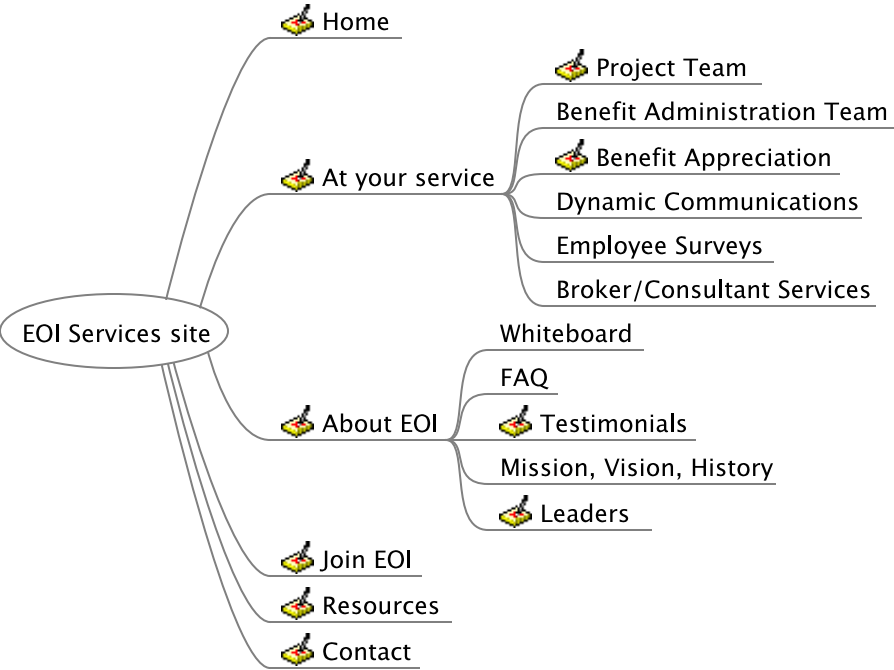 Home
Project Team
Benefit Administration Team
Benefit Appreciation
At your service
Dynamic Communications
Employee Surveys
Broker/Consultant Services
EOI Services site
Whiteboard
FAQ
About EOI
Testimonials
Mission, Vision, History
Leaders
Join EOI
Resources
Contact